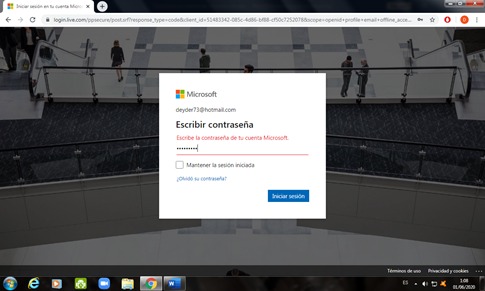 Iniciar sesión en tu cuenta Micro
login.live.com/ppsecure/post.srf?response_type=code&client_id=51483342-085c-4d86-bf88-cf50c7252078&scope=openid+profile+email+offline_acce...
Microsoft
deyder73@hotmail.com
Escribir contraseña
Escribe la contraseña de tu cuenta Microsoft.
Mantener la sesión iniciada
¿Olvidó su contraseña?
Iniciar sesión
Términos de uso Privacidad y cookies ...
ES 1:08
01/06/2020